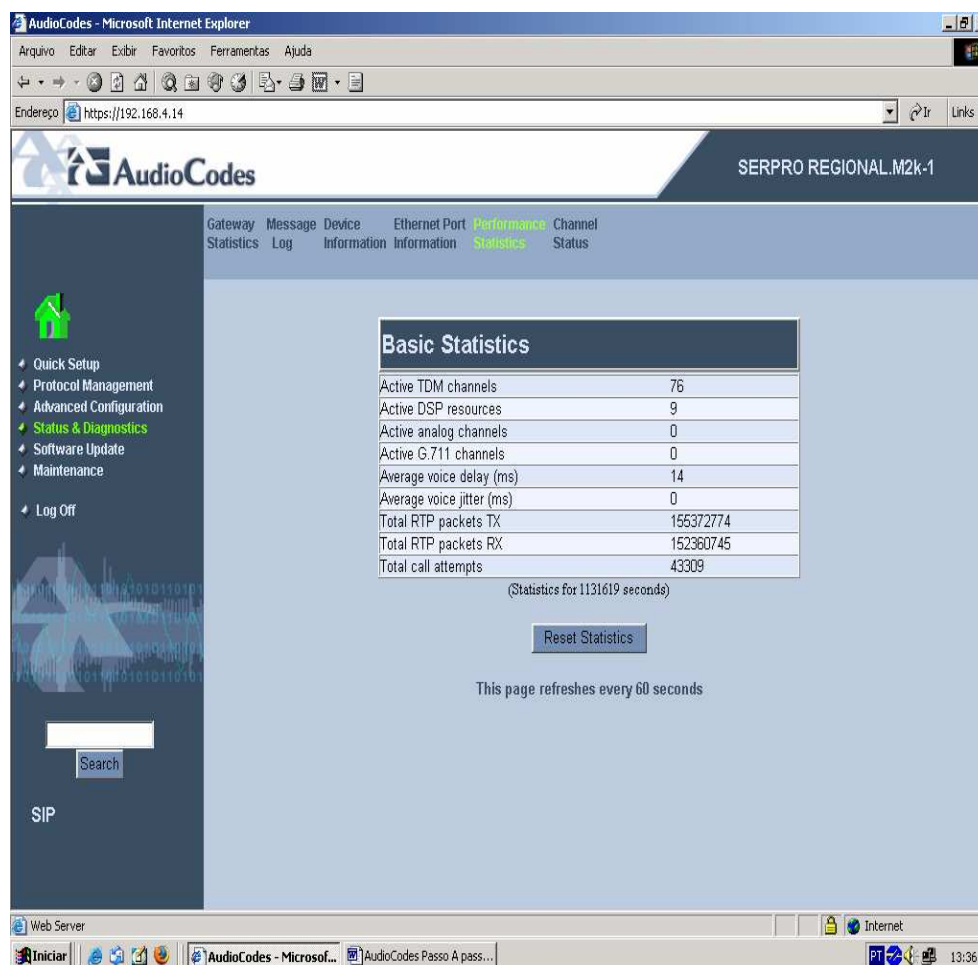 AudioCodes - Microsoft Internet Explorer
Arquivo Editar Exibir Favoritos Ferramentas Ajuda
Endereço https://192.168.4.14 Ir Links
AudioCodes
SERPRO REGIONAL.M2k-1
Gateway Statistics
Message Log
Device Information
Ethernet Port Information
Performance Statistics
Channel Status
Quick Setup
Protocol Management
Advanced Configuration
Status & Diagnostics
Software Update
Maintenance
Log Off
Search
SIP
Basic Statistics
Active TDM channels 76
Active DSP resources 9
Active analog channels 0
Active G.711 channels 0
Average voice delay (ms) 14
Average voice jitter (ms) 0
Total RTP packets TX 155372774
Total RTP packets RX 152360745
Total call attempts 43309
(Statistics for 1131619 seconds)
Reset Statistics
This page refreshes every 60 seconds
Web Server Internet
Iniciar AudioCodes - Microsof... AudioCodes Passo A pass... PT 13:36